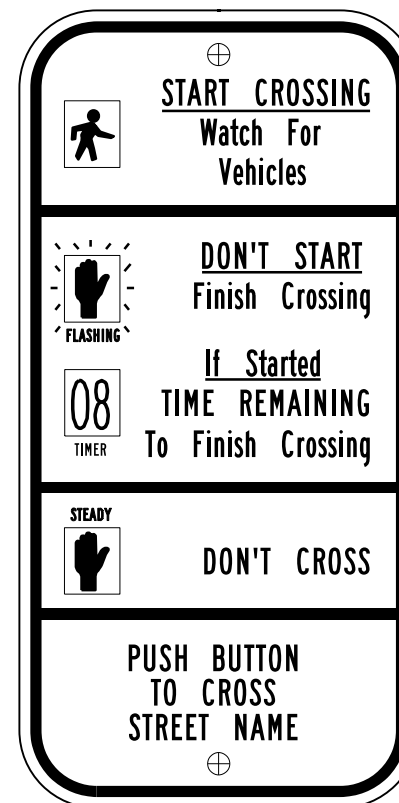 START CROSSING
Watch For
Vehicles
DON'T START
Finish Crossing
FLASHING
If Started
08
TIME REMAINING
TIMER
To Finish Crossing
STEADY
DON'T CROSS
PUSH BUTTON
TO CROSS
STREET NAME